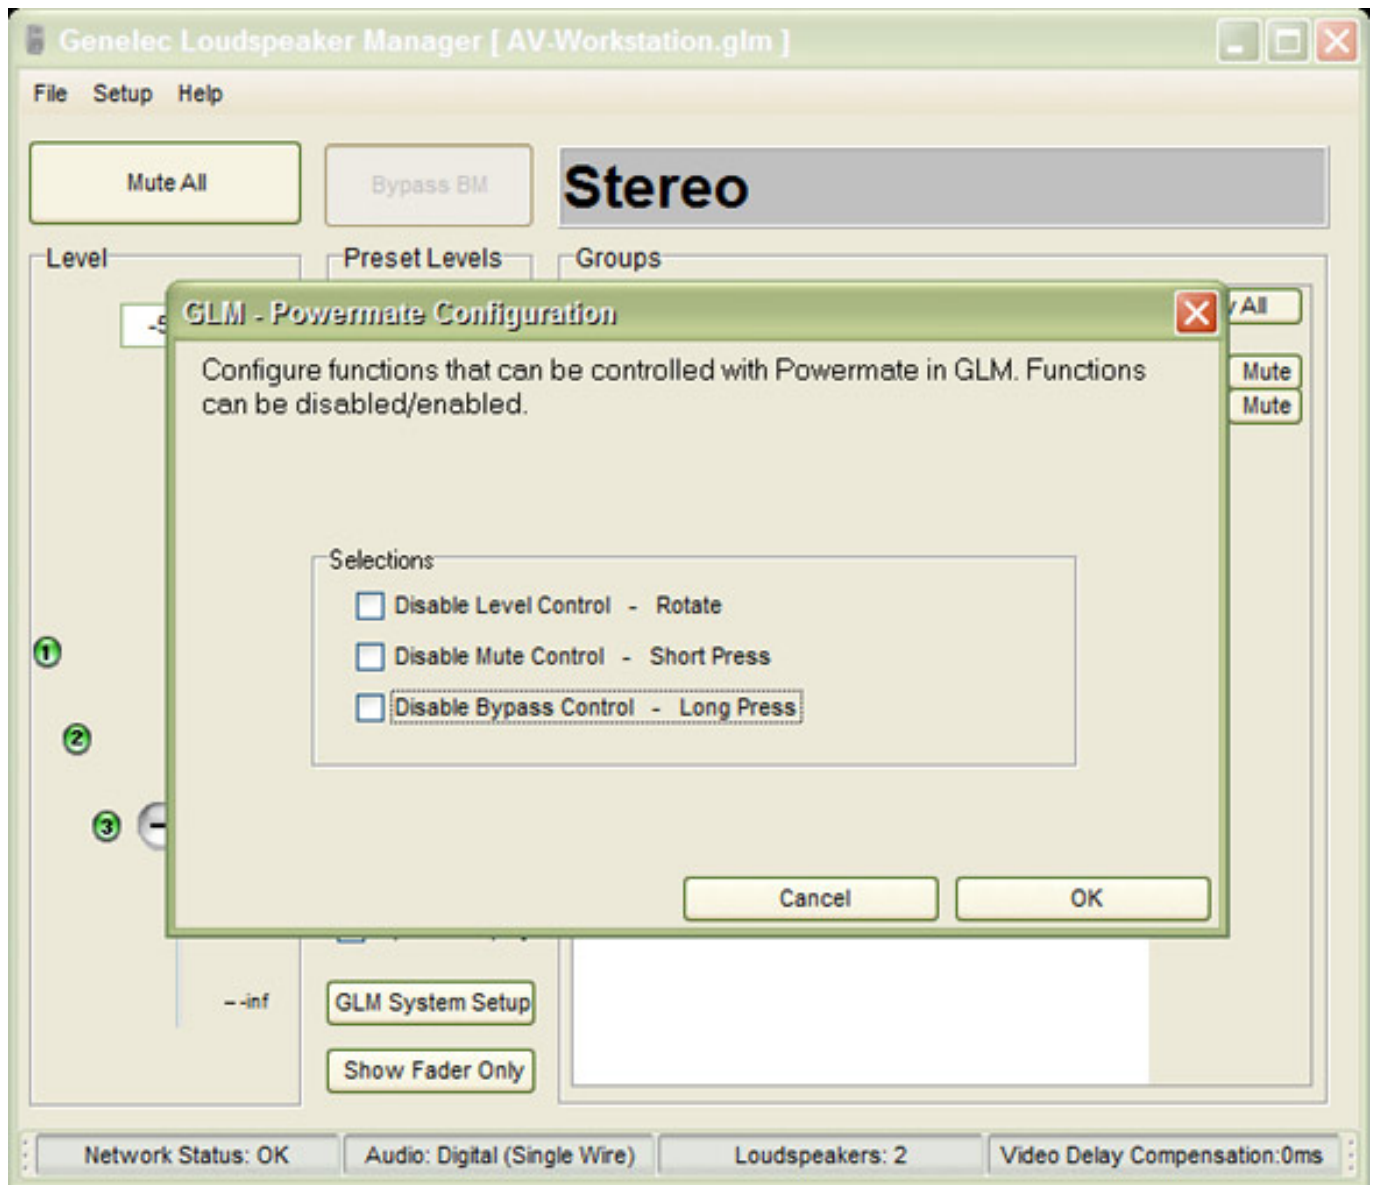 Genelec Loudspeaker Manager [ AV-Workstation.glm ]
File Setup Help
Mute All
Bypass BM
Stereo
Level
Preset Levels
Groups
GLM - Powermate Configuration
All
Configure functions that can be controlled with Powermate in GLM. Functions
can be disabled/enabled.
Mute
Mute
Selections
Disable Level Control - Rotate
Disable Mute Control - Short Press
Disable Bypass Control - Long Press
1
2
3
Cancel
OK
--inf
GLM System Setup
Show Fader Only
Network Status: OK
Audio: Digital (Single Wire)
Loudspeakers: 2
Video Delay Compensation:0ms